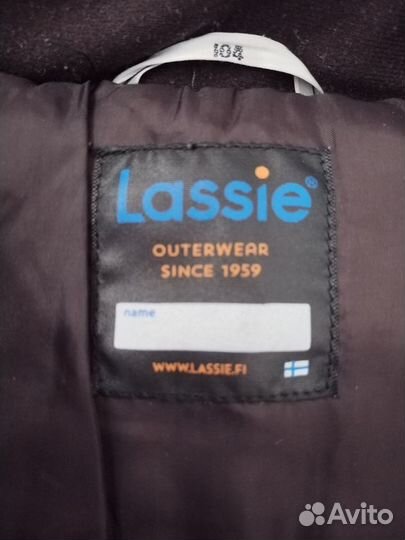 104
Lassie®
OUTERWEAR
SINCE 1959
name
WWW.LASSIE.FI
Avito